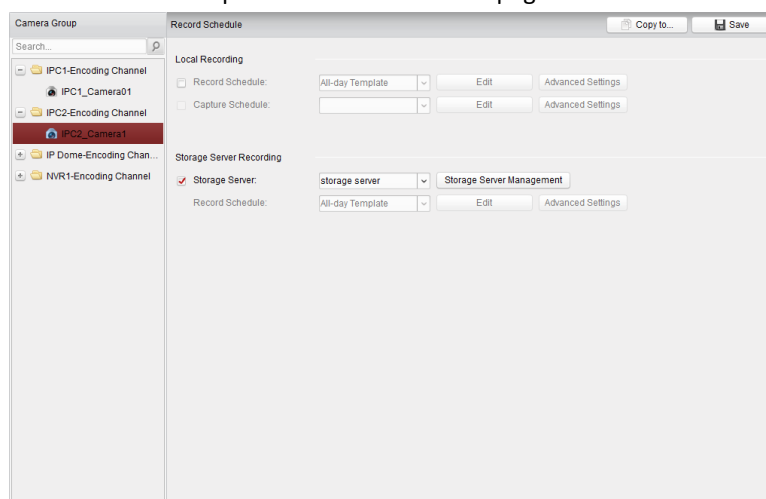 Camera Group
Search...
IPC1-Encoding Channel
IPC1_Camera01
IPC2-Encoding Channel
IPC2_Camera1
IP Dome-Encoding Chan...
NVR1-Encoding Channel
Record Schedule
Copy to...
Save
Local Recording
Record Schedule: All-day Template Edit Advanced Settings
Capture Schedule: Edit Advanced Settings
Storage Server Recording
Storage Server: storage server Storage Server Management
Record Schedule: All-day Template Edit Advanced Settings